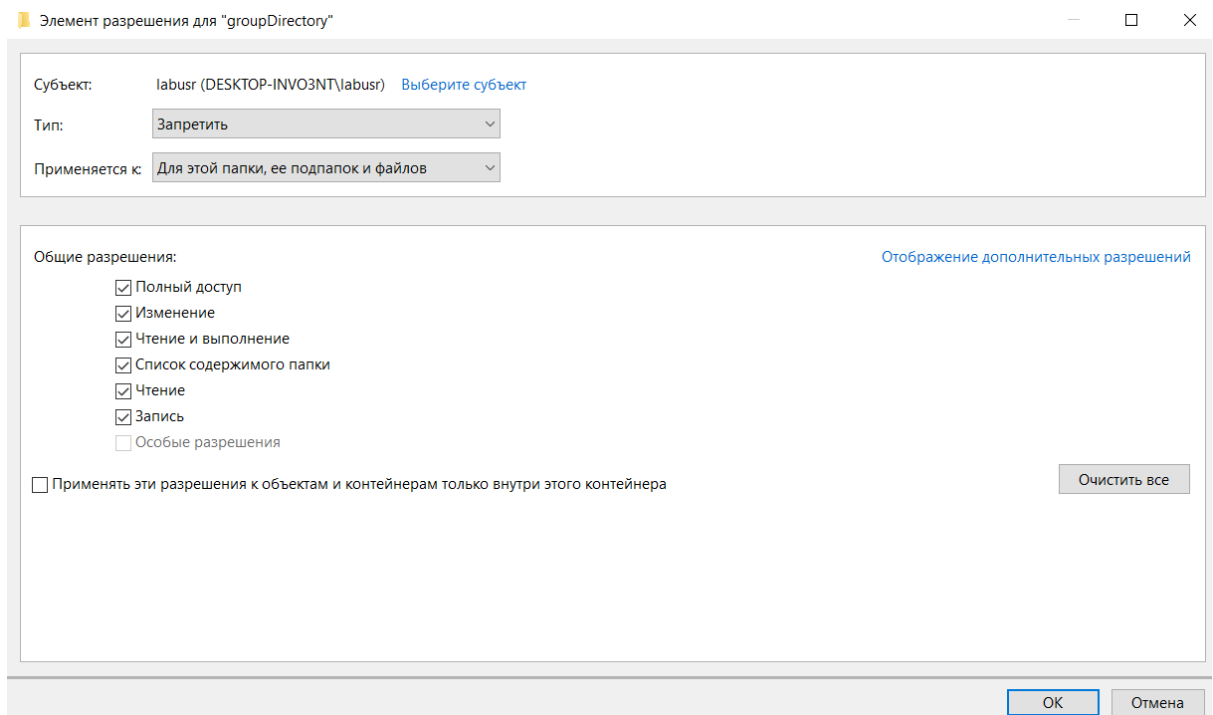 Элемент разрешения для "groupDirectory"
Субъект: labusr (DESKTOP-INVO3NT\labusr) Выберите субъект
Тип: Запретить
Применяется к: Для этой папки, ее подпапок и файлов
Общие разрешения: Отображение дополнительных разрешений
Полный доступ
Изменение
Чтение и выполнение
Список содержимого папки
Чтение
Запись
Особые разрешения
Применять эти разрешения к объектам и контейнерам только внутри этого контейнера Очистить все
ОК Отмена